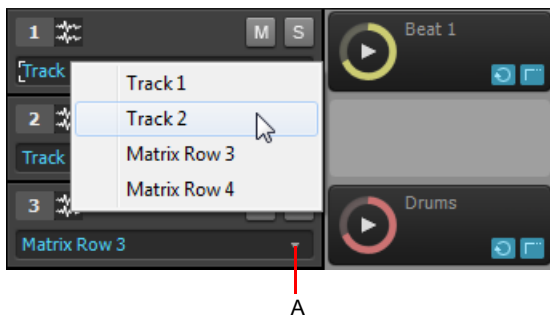 1 M S Beat 1
Track
Track 1
Track 2
Matrix Row 3
Matrix Row 4
2
Track
3 Drums
Matrix Row 3
A